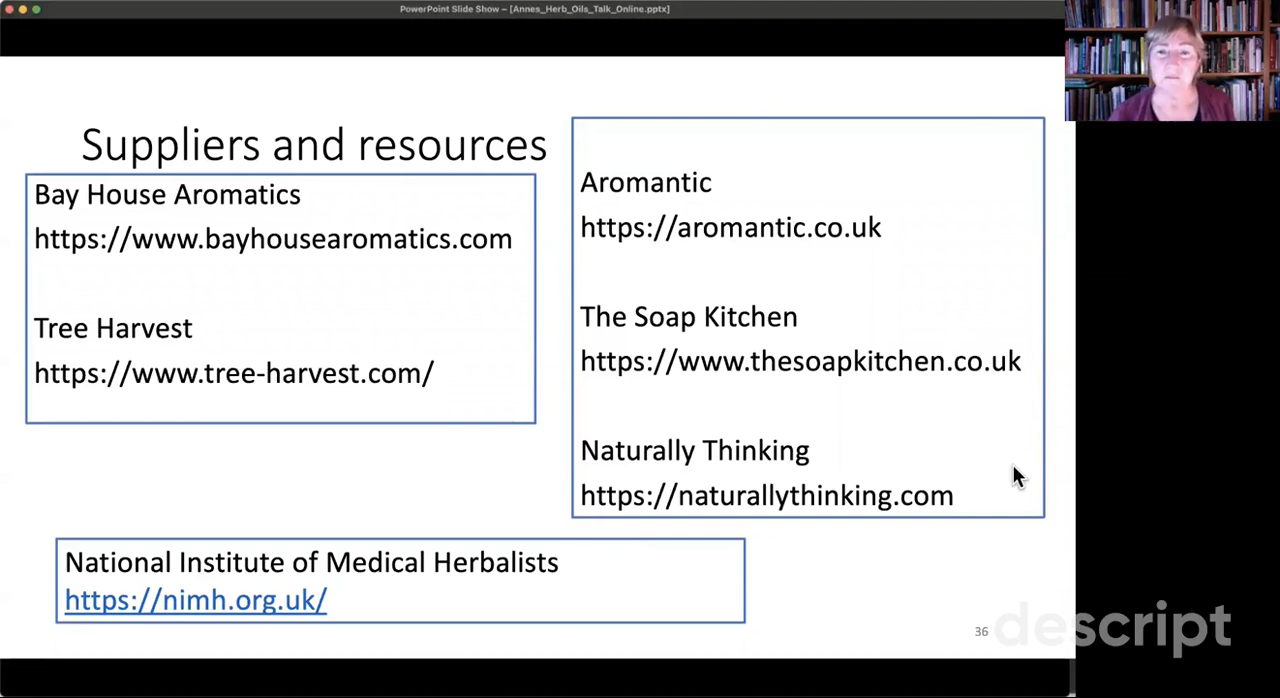 PowerPoint Slide Show – [Annes_Herb_Oils_Talk_Online.pptx]
Suppliers and resources
Bay House Aromatics
https://www.bayhousearomatics.com
Tree Harvest
https://www.tree-harvest.com/
Aromantic
https://aromantic.co.uk
The Soap Kitchen
https://www.thesoapkitchen.co.uk
Naturally Thinking
https://naturallythinking.com
National Institute of Medical Herbalists
https://nimh.org.uk/
36
descript